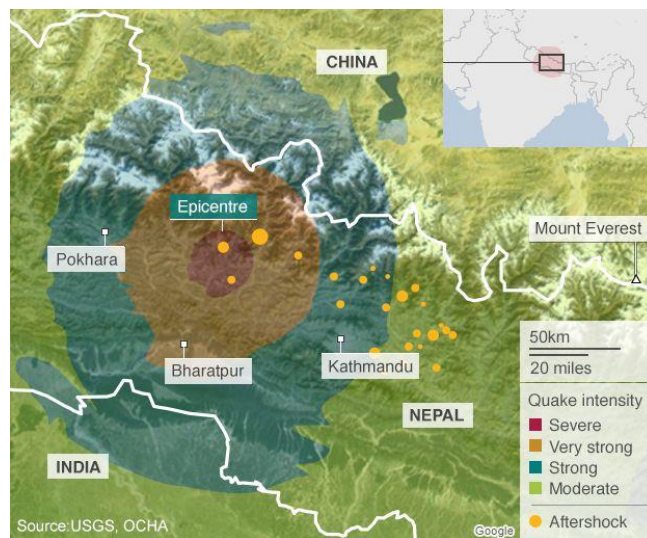 CHINA
Epicentre
Mount Everest
Pokhara
50km
20 miles
Bharatpur
Kathmandu
Quake intensity
Severe
Very strong
Strong
Moderate
NEPAL
INDIA
Aftershock
Source:USGS, OCHA
Google